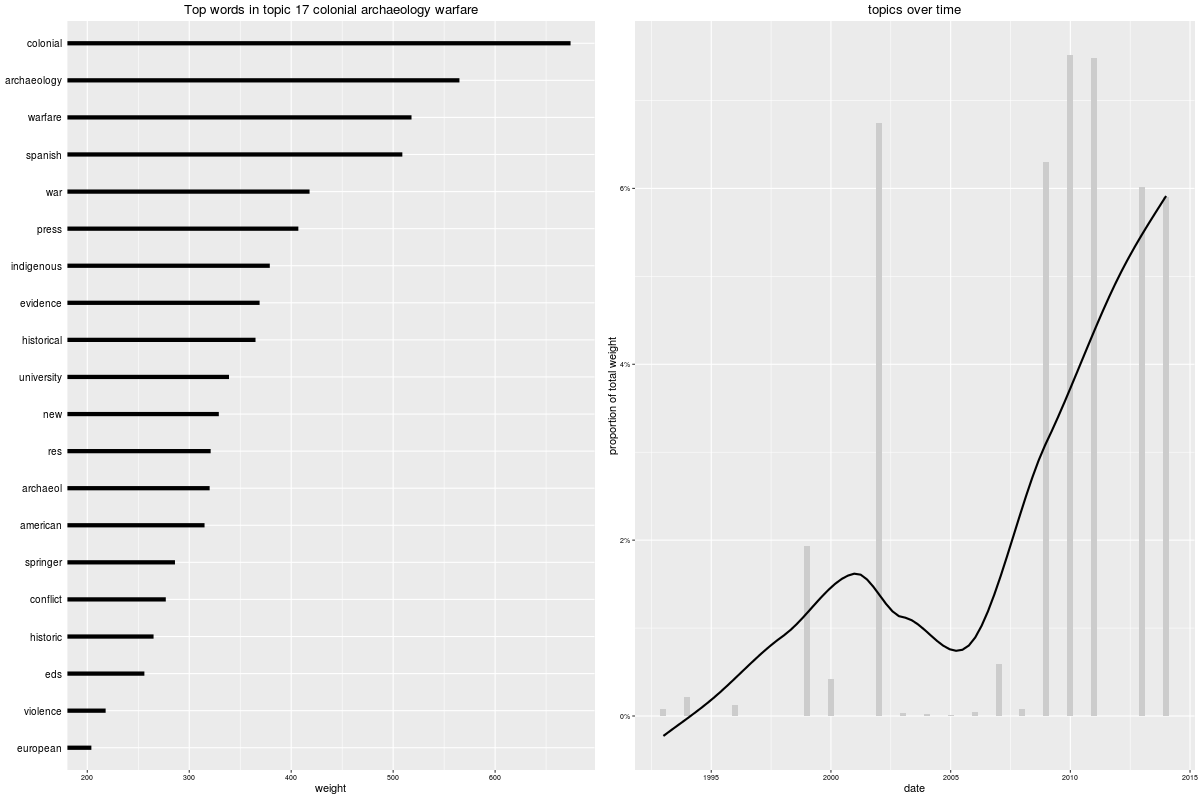 Top words in topic 17 colonial archaeology warfare
colonial
archaeology
warfare
spanish
war
press
indigenous
evidence
historical
university
new
res
archaeol
american
springer
conflict
historic
eds
violence
european
200 300 400 500 600
weight
topics over time
proportion of total weight
6%
4%
2%
0%
1995 2000 2005 2010 2015
date